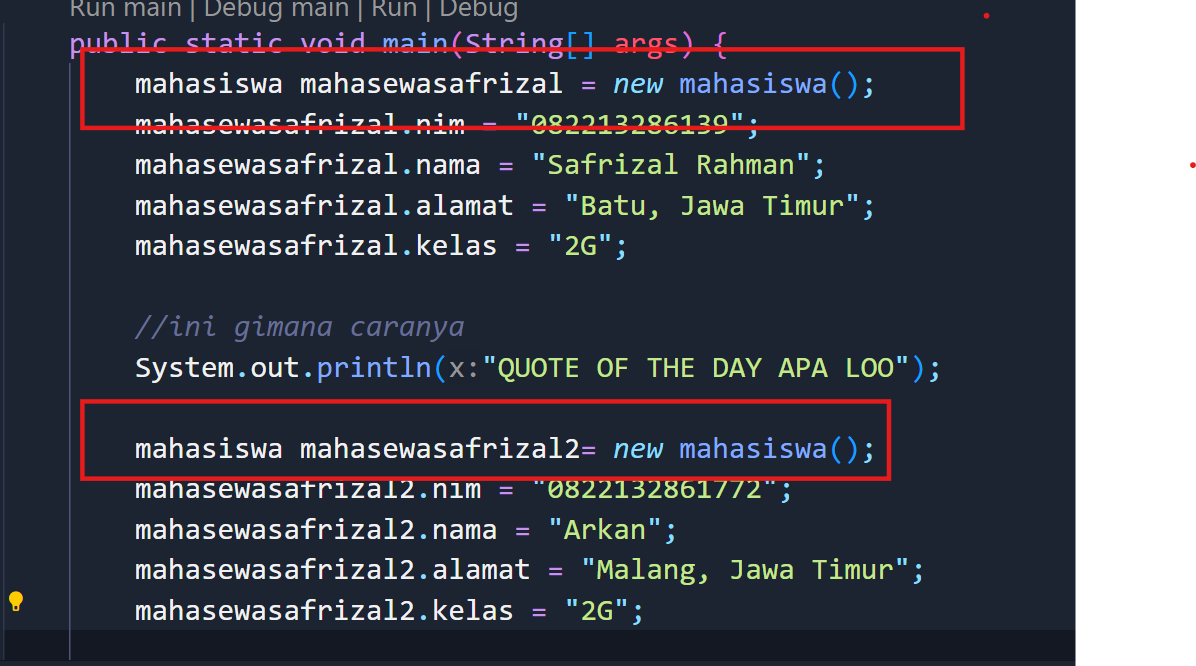 Run main | Debug main | Run | Debug
public static void main(String[] args) {
mahasiswa mahasewasafrizal = new mahasiswa();
mahasewasafrizal.nim = "082213286139";
mahasewasafrizal.nama = "Safrizal Rahman";
mahasewasafrizal.alamat = "Batu, Jawa Timur";
mahasewasafrizal.kelas = "2G";
//ini gimana caranya
System.out.println(x:"QUOTE OF THE DAY APA LOO");
mahasiswa mahasewasafrizal2= new mahasiswa();
mahasewasafrizal2.nim = "0822132861772";
mahasewasafrizal2.nama = "Arkan";
mahasewasafrizal2.alamat = "Malang, Jawa Timur";
mahasewasafrizal2.kelas = "2G";